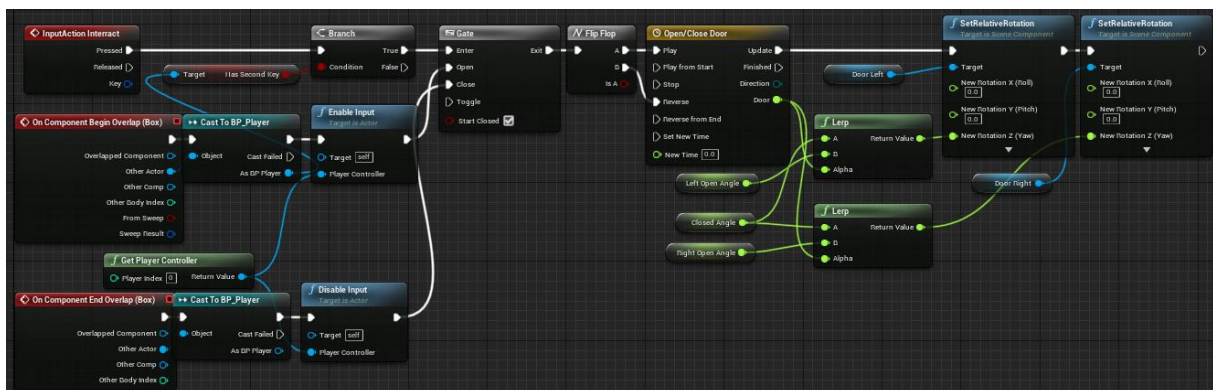 InputAction Interract
Pressed
Released
Key
Target
Has Second Key
Branch
True
Condition
False
Gate
Enter
Exit
Open
Close
Toggle
Start Closed
Flip Flop
A
B
Is A
Open/Close Door
Play
Update
Play from Start
Finished
Stop
Direction
Reverse
Door
Reverse from End
Set New Time
New Time 0.0
SetRelativeRotation
Target is Scene Component
Target
New Rotation X (Roll)
0.0
New Rotation Y (Pitch)
0.0
New Rotation Z (Yaw)
SetRelativeRotation
Target is Scene Component
Target
New Rotation X (Roll)
0.0
New Rotation Y (Pitch)
0.0
New Rotation Z (Yaw)
Door Left
Door Right
On Component Begin Overlap (Box)
Overlapped Component
Other Actor
Other Comp
Other Body Index
From Sweep
Sweep Result
Cast To BP_Player
Object
Cast Failed
As BP Player
Enable Input
Target is Actor
Target self
Player Controller
Left Open Angle
Closed Angle
Right Open Angle
Lerp
A
Return Value
B
Alpha
Lerp
A
Return Value
B
Alpha
Get Player Controller
Player Index 0
Return Value
On Component End Overlap (Box)
Overlapped Component
Other Actor
Other Comp
Other Body Index
Cast To BP_Player
Object
Cast Failed
As BP Player
Disable Input
Target is Actor
Target self
Player Controller